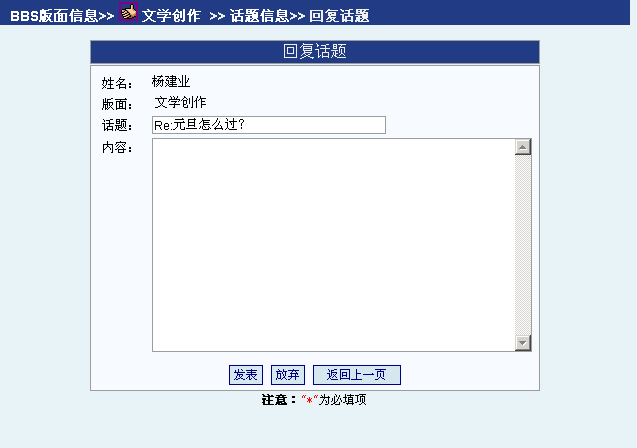 BBS版面信息>> 文学创作 >> 话题信息>> 回复话题
回复话题
姓名： 杨建业
版面： 文学创作
话题： Re:元旦怎么过?
内容：
发表 放弃 返回上一页
注意："*"为必填项